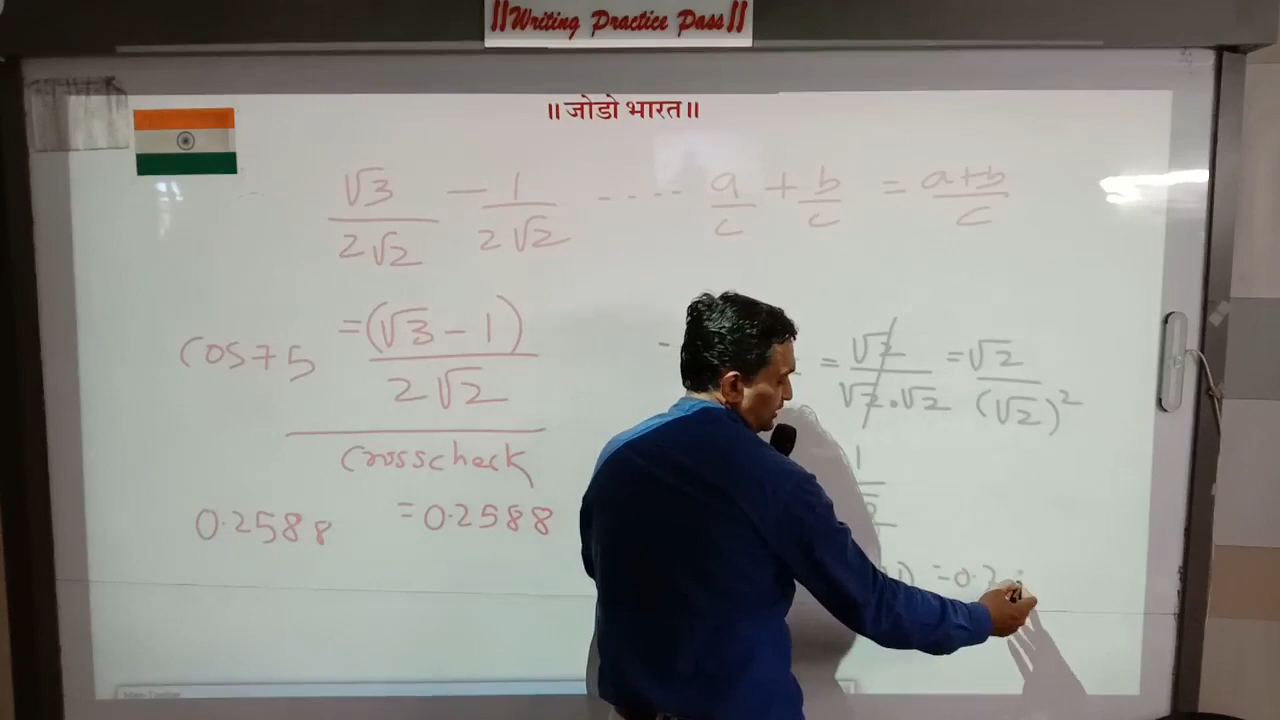 ||Writing Practice Pass||
॥ जोडो भारत॥
√3/2√2 - 1/2√2 ---- a/c + b/c = a+b/c
cos75 = (√3-1)/2√2
= √2/√2.√2 = √2/(√2)²
crosscheck
0.2588 = 0.2588